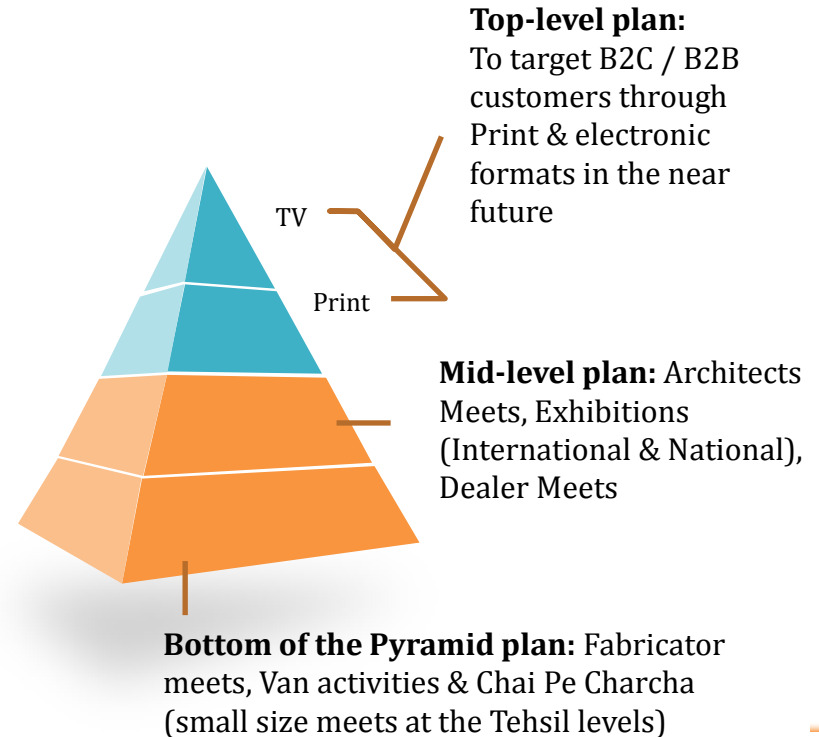 Top-level plan:
To target B2C / B2B
customers through
Print & electronic
formats in the near
future
TV
Print
Mid-level plan: Architects
Meets, Exhibitions
(International & National),
Dealer Meets
Bottom of the Pyramid plan: Fabricator
meets, Van activities & Chai Pe Charcha
(small size meets at the Tehsil levels)